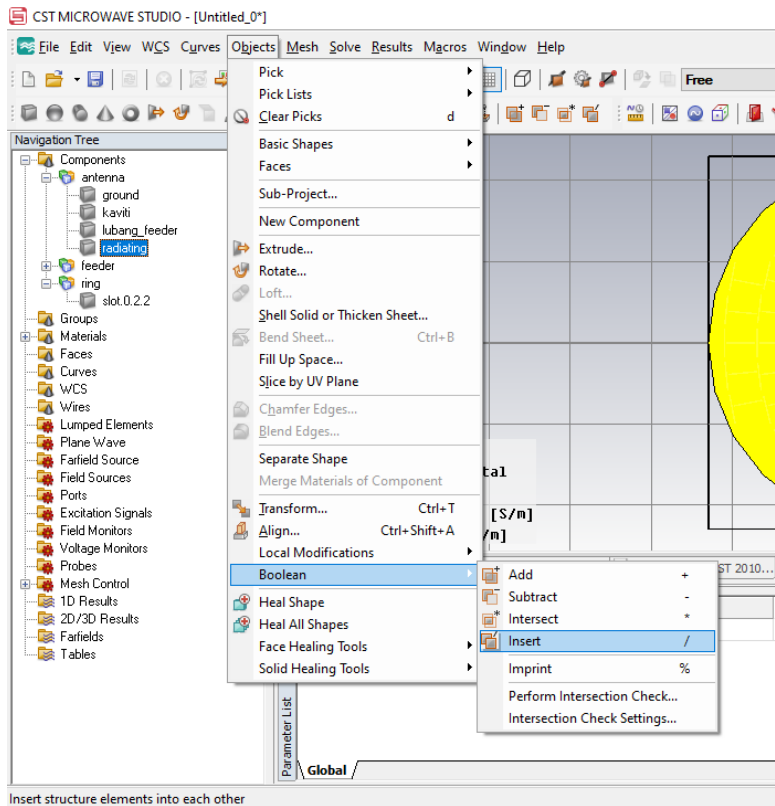 CST MICROWAVE STUDIO - [Untitled_0*]
File Edit View WCS Curves Objects Mesh Solve Results Macros Window Help
Free
Navigation Tree
Components
antenna
ground
kaviti
lubang_feeder
radiating
feeder
ring
slot.0.2.2
Groups
Materials
Faces
Curves
WCS
Wires
Lumped Elements
Plane Wave
Farfield Source
Field Sources
Ports
Excitation Signals
Field Monitors
Voltage Monitors
Probes
Mesh Control
1D Results
2D/3D Results
Farfields
Tables
Pick
Pick Lists
Clear Picks d
Basic Shapes
Faces
Sub-Project...
New Component
Extrude...
Rotate...
Loft...
Shell Solid or Thicken Sheet...
Bend Sheet... Ctrl+B
Fill Up Space...
Slice by UV Plane
Chamfer Edges...
Blend Edges...
Separate Shape
Merge Materials of Component
Transform... Ctrl+T
Align... Ctrl+Shift+A
Local Modifications
Boolean
Heal Shape
Heal All Shapes
Face Healing Tools
Solid Healing Tools
Add +
Subtract -
Intersect *
Insert /
Imprint %
Perform Intersection Check...
Intersection Check Settings...
tal
[S/m]
/m]
ST 2010...
Parameter List
Global
Insert structure elements into each other